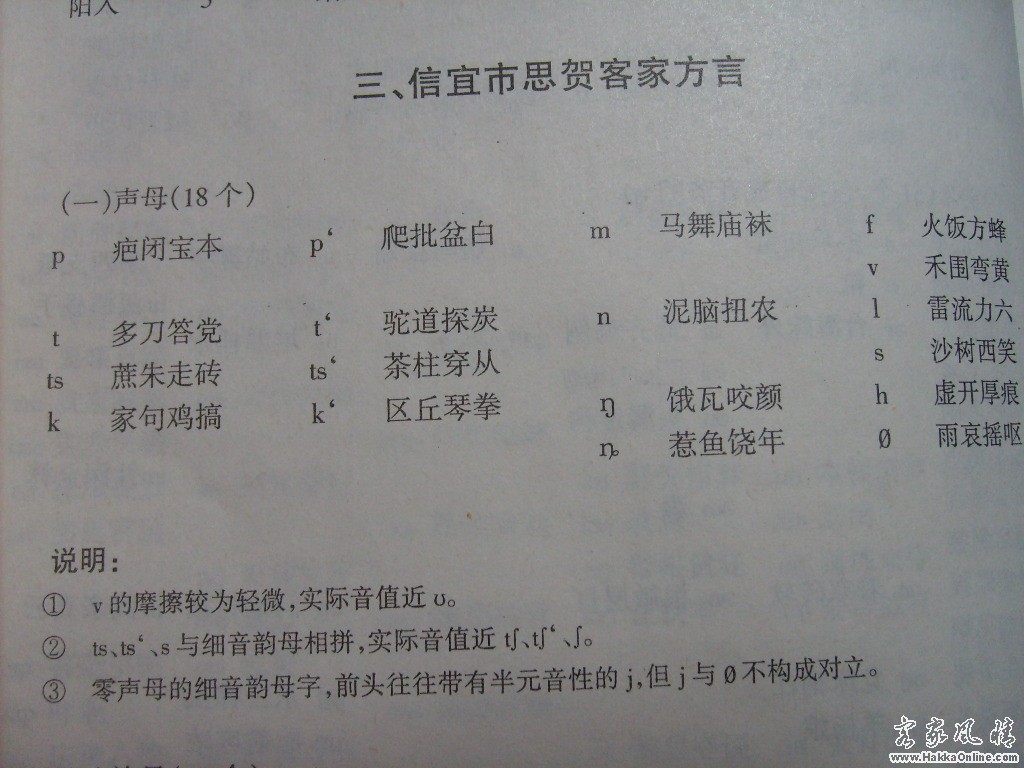 阳人 3
三、信宜市思贺客家方言
(一)声母(18个)
p 疤闭宝本 p‘ 爬批盆白 m 马舞庙袜 f 火饭方蜂
v 禾围弯黄
t 多刀答党 t‘ 驼道探炭 n 泥脑扭农 l 雷流力六
ts 蔗朱走砖 ts‘ 茶柱穿从 s 沙树西笑
k 家句鸡搞 k‘ 区丘琴拳 ŋ 饿瓦咬颜 h 虚开厚痕
ȵ 惹鱼饶年 ø 雨哀摇呕
说明:
① v的摩擦较为轻微,实际音值近ʋ。
② ts、ts‘、s与细音韵母相拼,实际音值近tʃ、tʃ‘、ʃ。
③ 零声母的细音韵母字,前头往往带有半元音性的j,但j与ø不构成对立。
客家风情
www.HakkaOnline.com